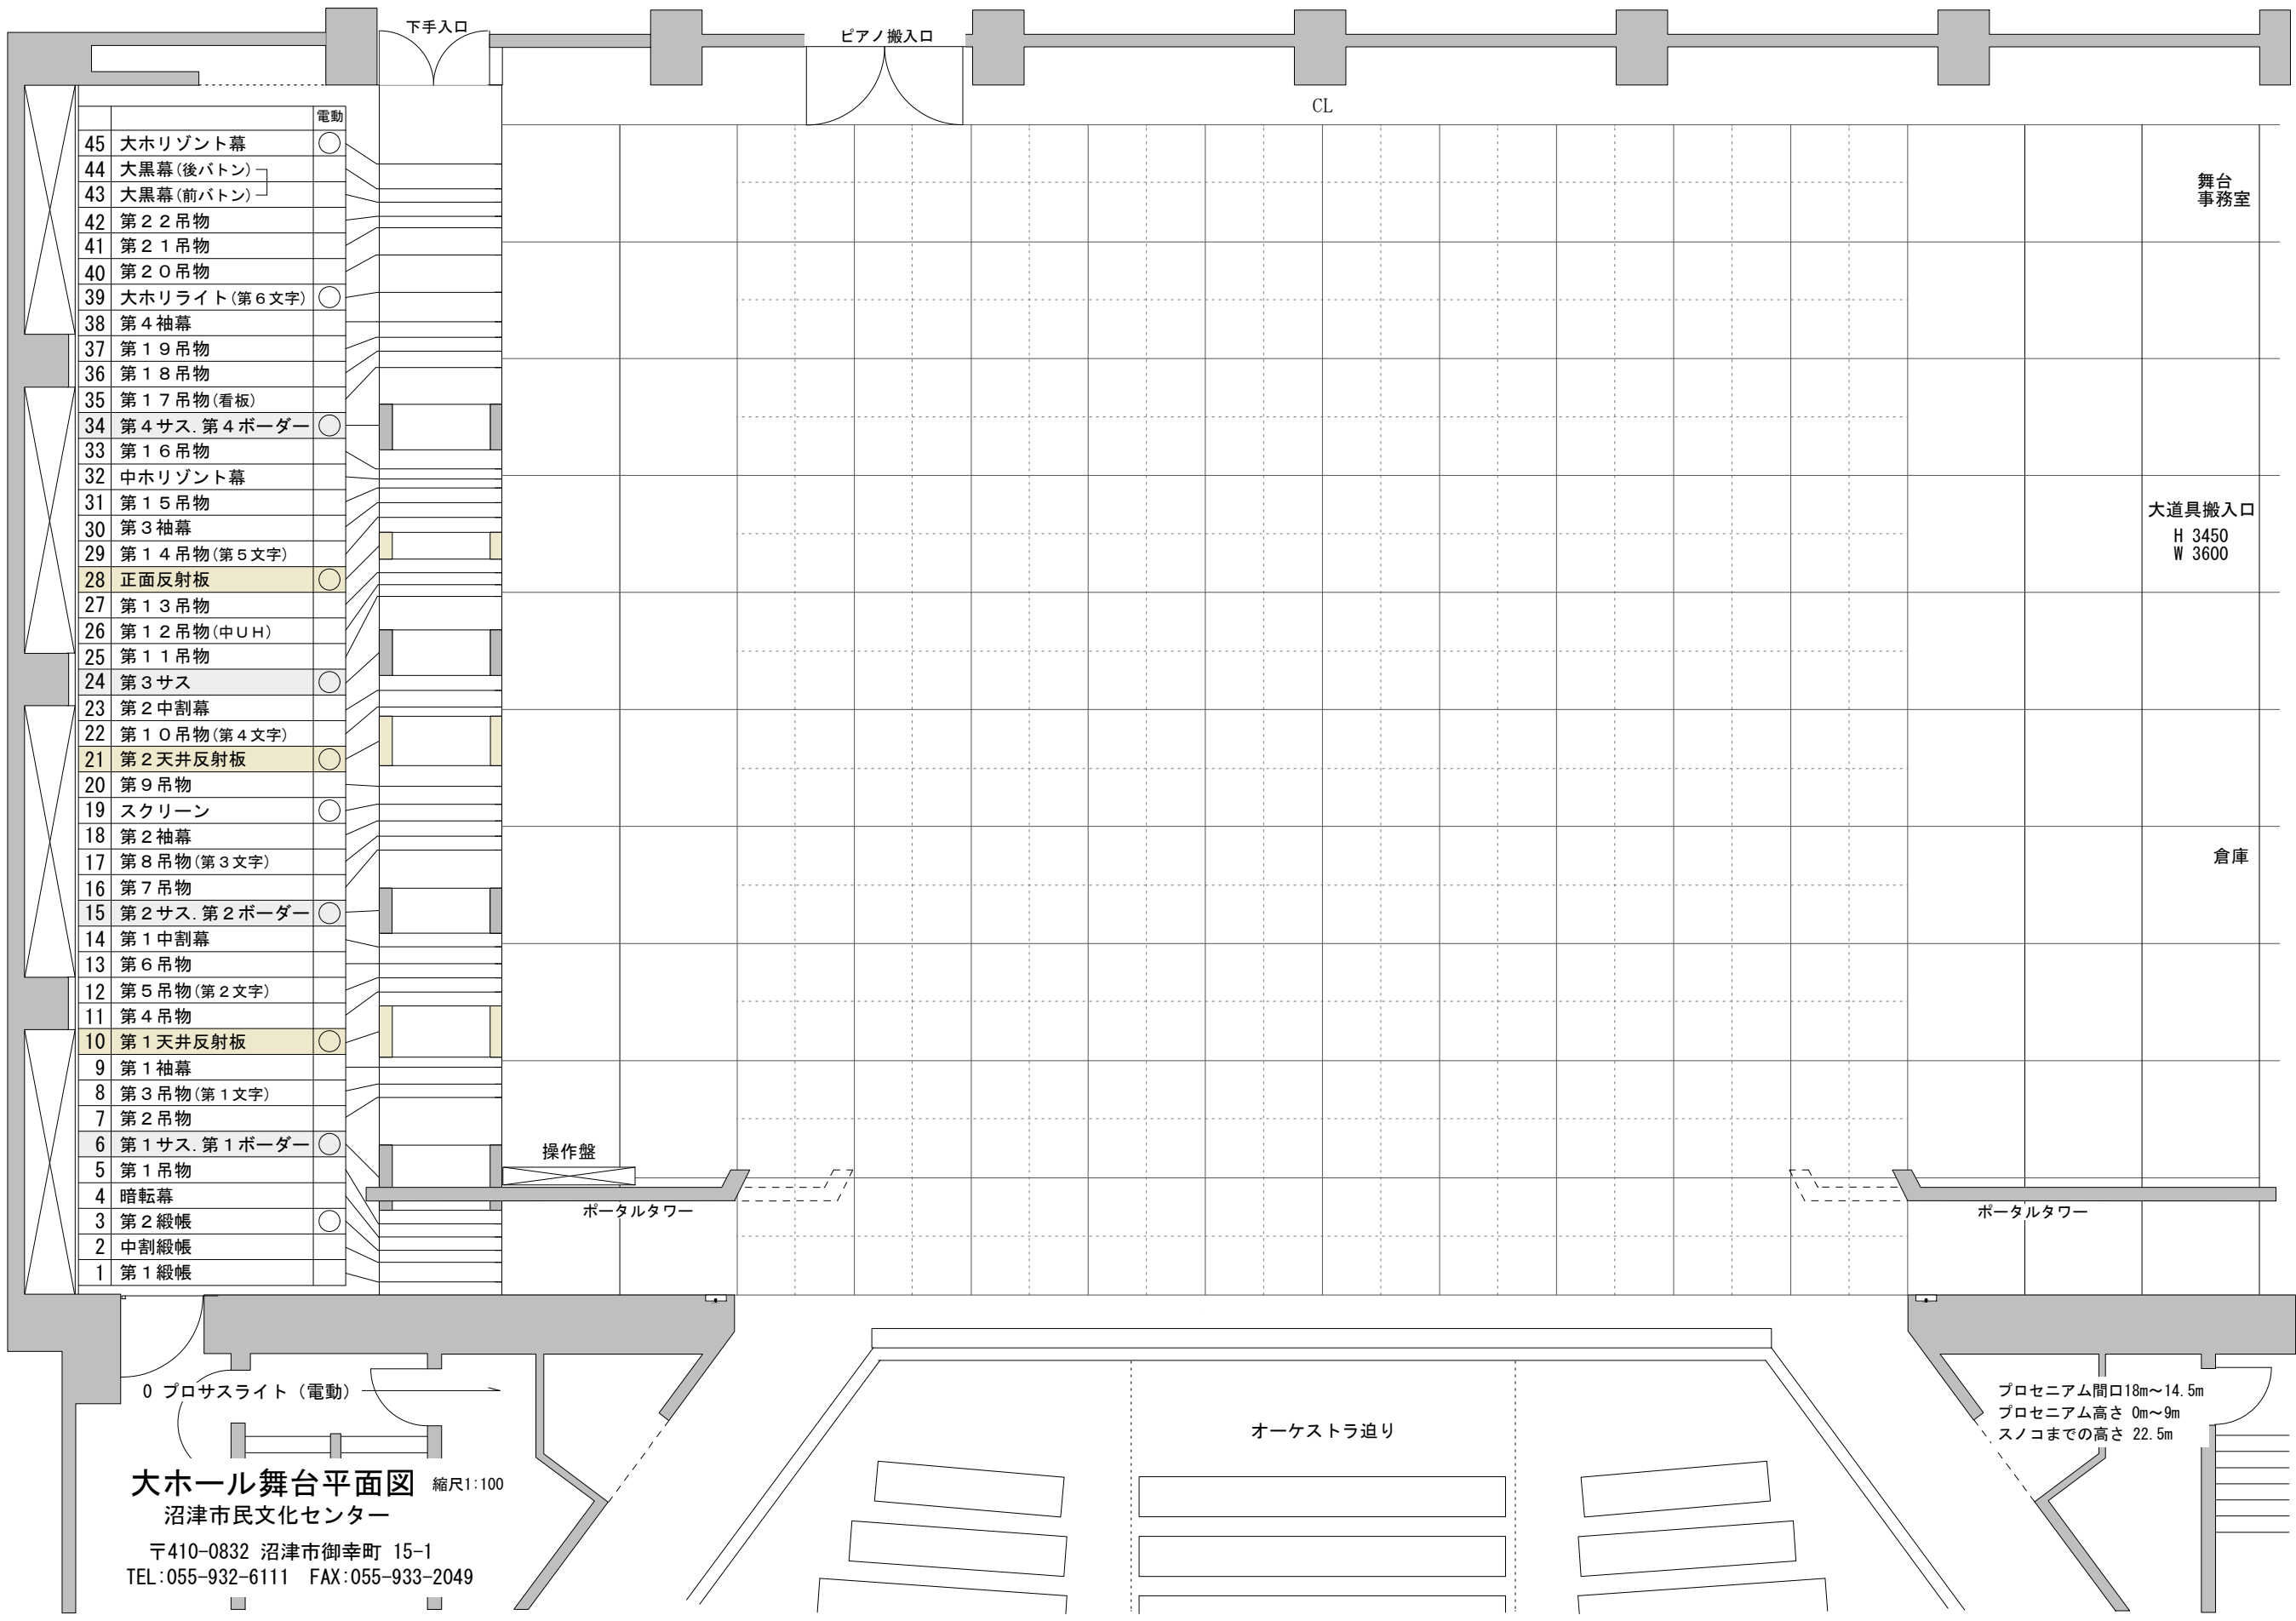 下手入口
ピアノ搬入口
CL
電動
45 大ホリゾント幕 ○
44 大黒幕(後バトン)
43 大黒幕(前バトン)
42 第２２吊物
41 第２１吊物
40 第２０吊物
39 大ホリライト(第６文字) ○
38 第４袖幕
37 第１９吊物
36 第１８吊物
35 第１７吊物(看板)
34 第４サス.第４ボーダー ○
33 第１６吊物
32 中ホリゾント幕
31 第１５吊物
30 第３袖幕
29 第１４吊物(第５文字)
28 正面反射板 ○
27 第１３吊物
26 第１２吊物(中ＵＨ)
25 第１１吊物
24 第３サス ○
23 第２中割幕
22 第１０吊物(第４文字)
21 第２天井反射板 ○
20 第９吊物
19 スクリーン ○
18 第２袖幕
17 第８吊物(第３文字)
16 第７吊物
15 第２サス.第２ボーダー ○
14 第１中割幕
13 第６吊物
12 第５吊物(第２文字)
11 第４吊物
10 第１天井反射板 ○
9 第１袖幕
8 第３吊物(第１文字)
7 第２吊物
6 第１サス.第１ボーダー ○
5 第１吊物
4 暗転幕
3 第２緞帳 ○
2 中割緞帳
1 第１緞帳
舞台
事務室
大道具搬入口
H 3450
W 3600
倉庫
操作盤
ポータルタワー
ポータルタワー
0 プロサスライト（電動）
オーケストラ迫り
プロセニアム間口18m〜14.5m
プロセニアム高さ 0m〜9m
スノコまでの高さ 22.5m
大ホール舞台平面図 縮尺1:100
沼津市民文化センター
〒410-0832 沼津市御幸町 15-1
TEL:055-932-6111 FAX:055-933-2049